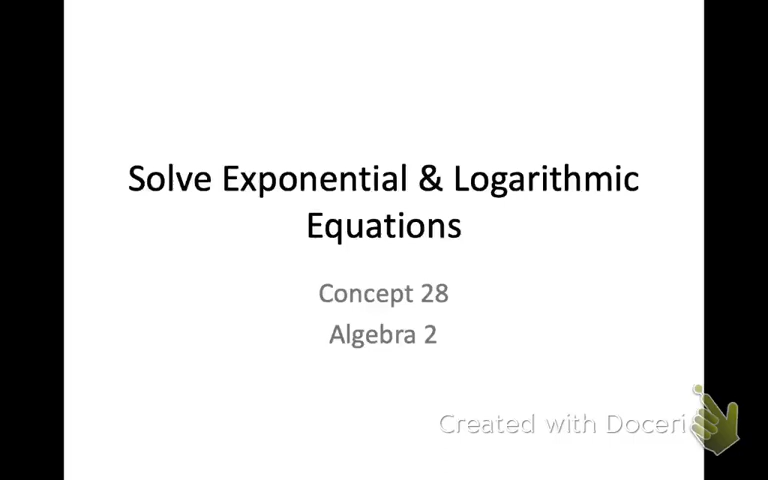 Solve Exponential & Logarithmic
Equations
Concept 28
Algebra 2
Created with Doceri